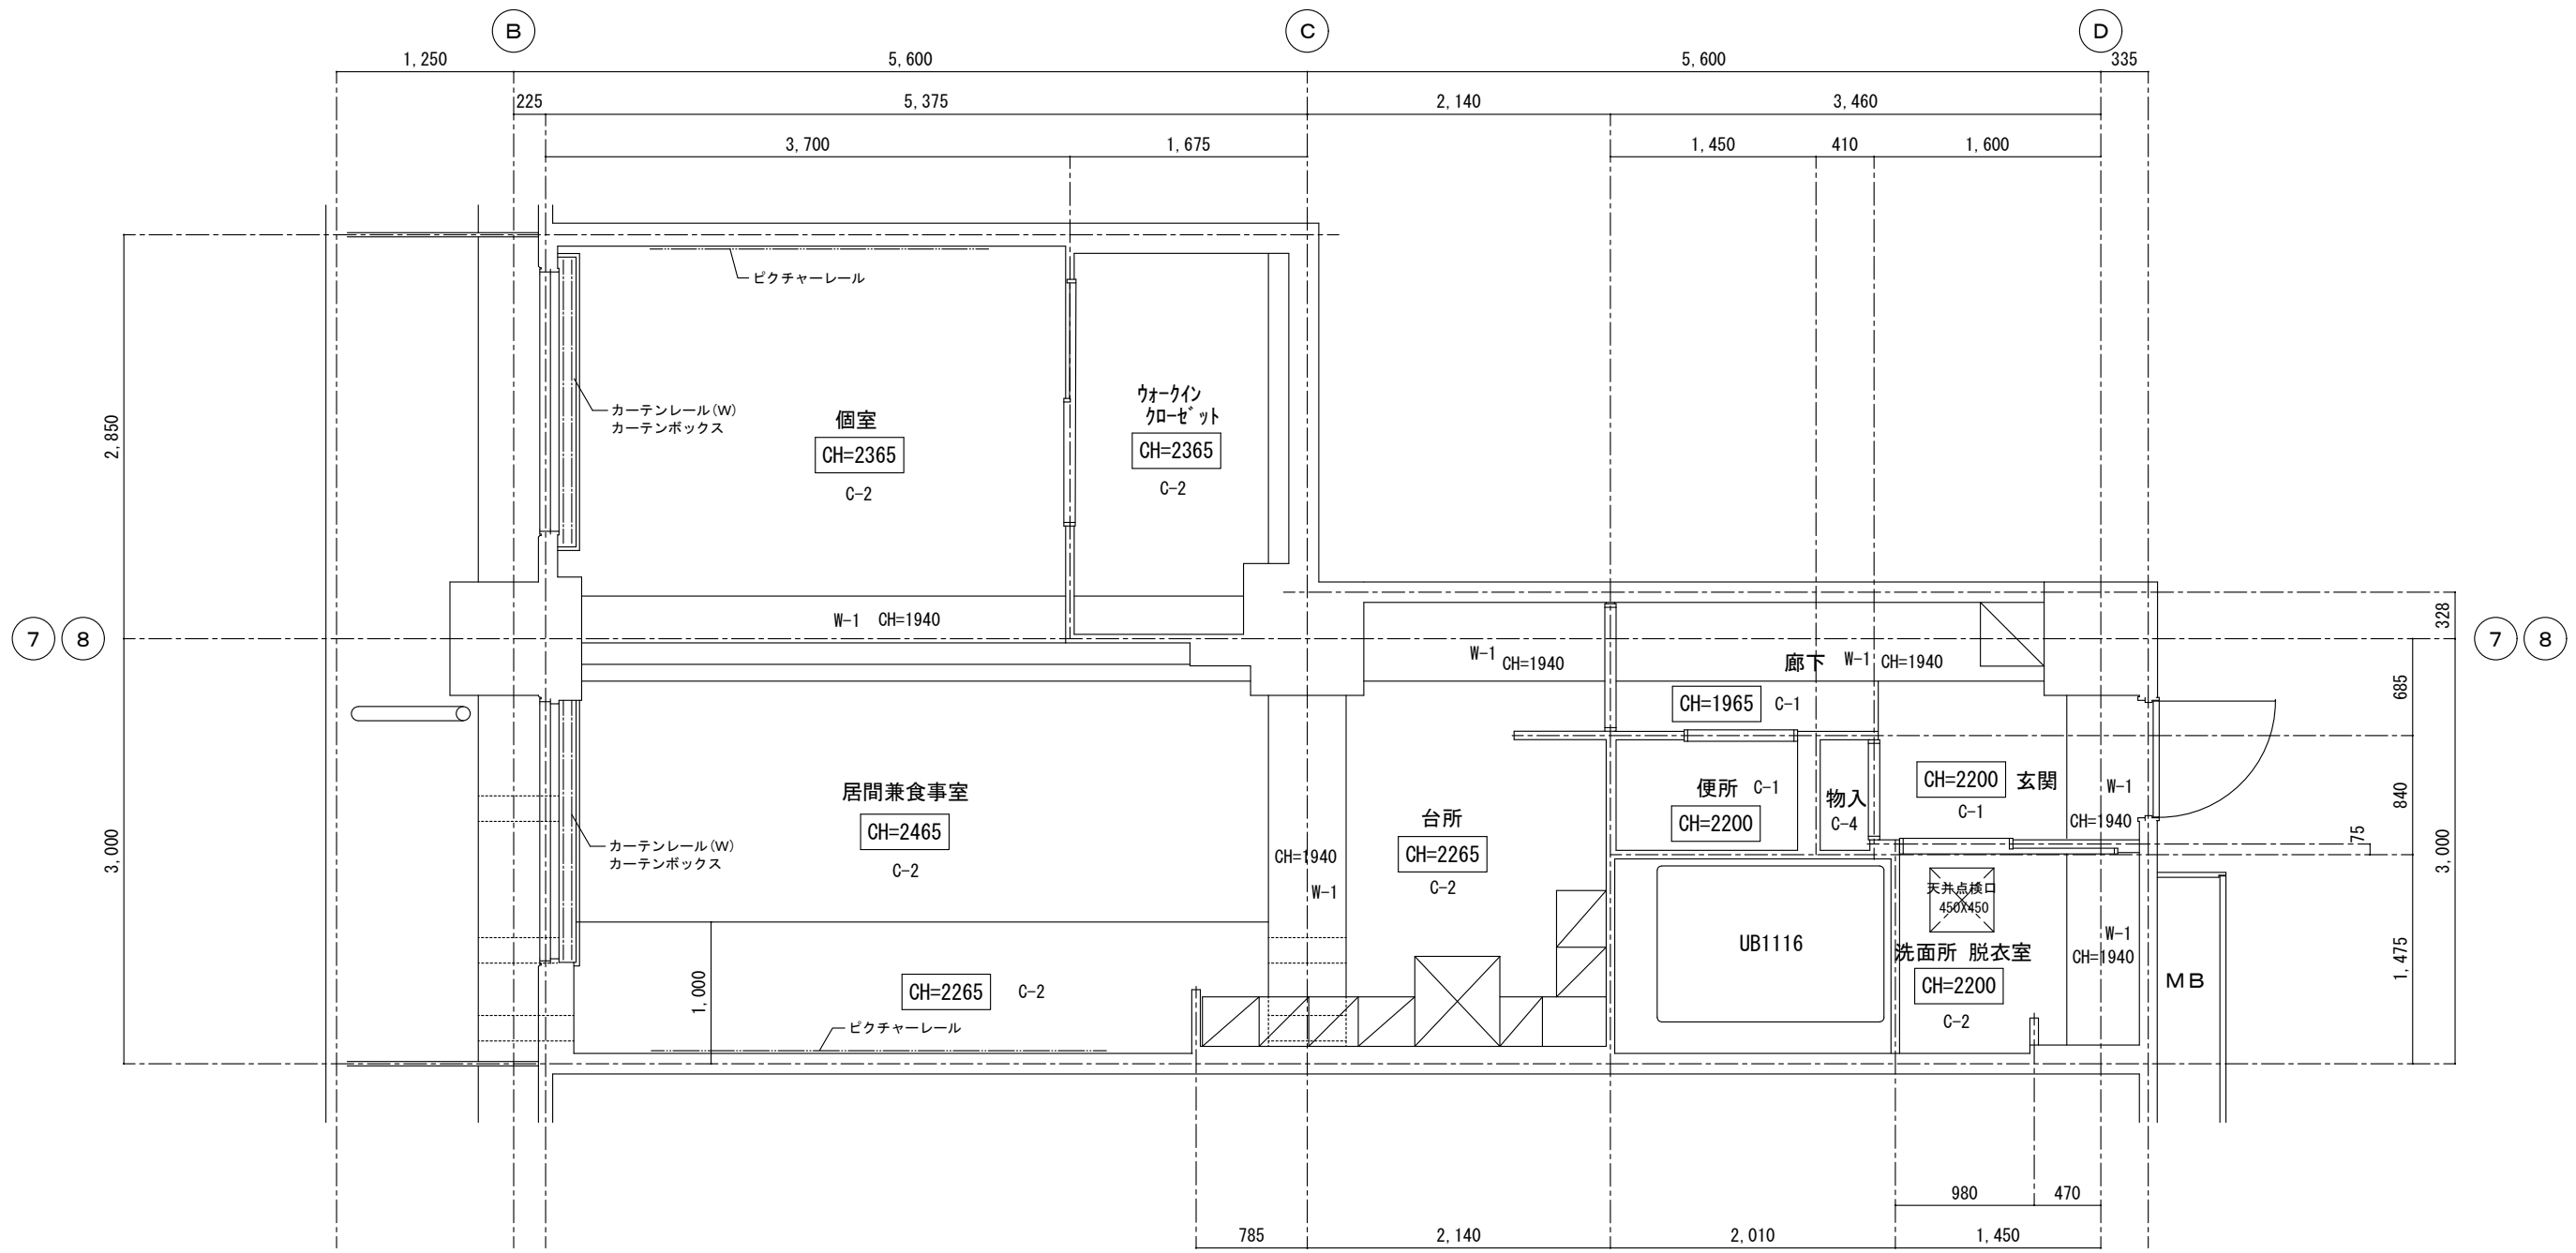 B
C
D
1,250
5,600
5,600
335
225
5,375
2,140
3,460
3,700
1,675
1,450
410
1,600
ピクチャーレール
カーテンレール(W)
カーテンボックス
個室
CH=2365
C-2
ウォークイン
クローゼット
CH=2365
C-2
2,850
W-1 CH=1940
7
8
7
8
328
W-1
CH=1940
廊下 W-1 CH=1940
CH=1965 C-1
685
居間兼食事室
CH=2465
C-2
カーテンレール(W)
カーテンボックス
3,000
CH=1940
W-1
台所
CH=2265
C-2
便所 C-1
CH=2200
物入
C-4
CH=2200 玄関
C-1
W-1
CH=1940
840
75
3,000
天井点検口
450X450
UB1116
洗面所 脱衣室
CH=2200
C-2
W-1
CH=1940
MB
1,475
1,000
CH=2265 C-2
ピクチャーレール
980
470
785
2,140
2,010
1,450